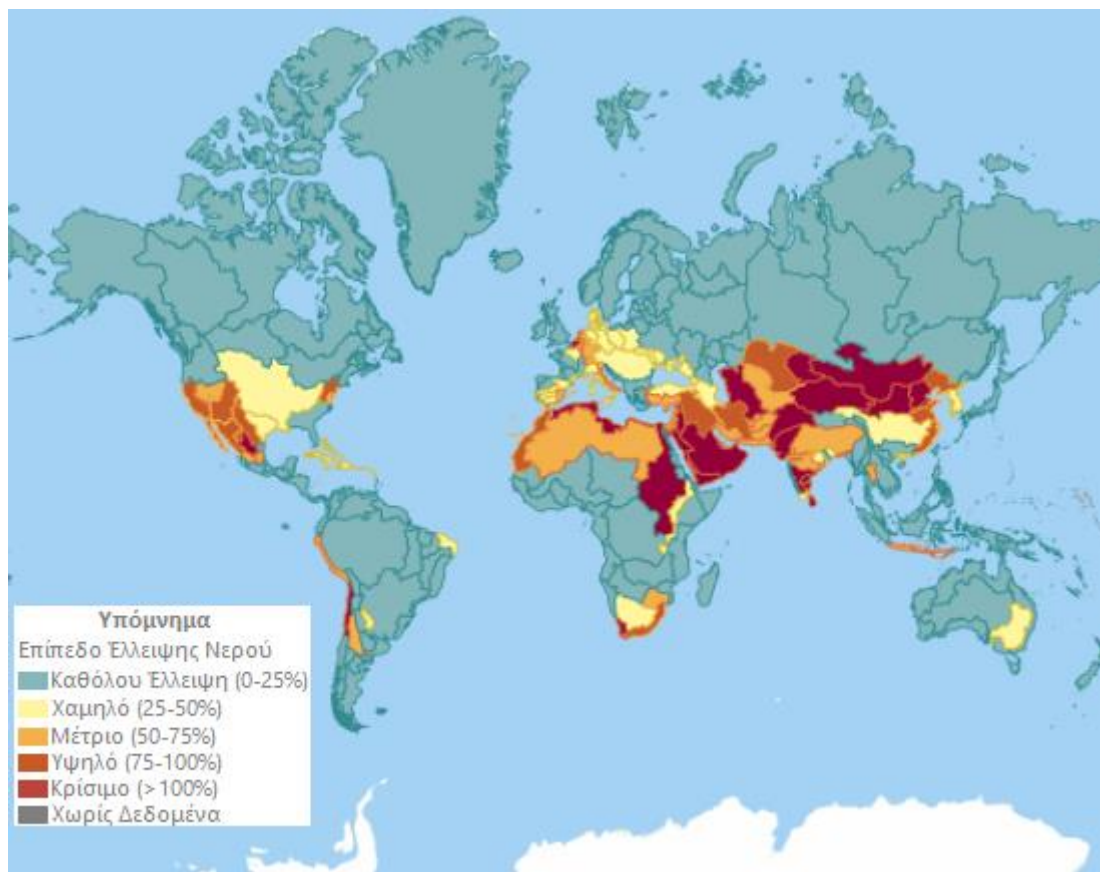 Υπόμνημα
Επίπεδο Έλλειψης Νερού
Καθόλου Έλλειψη (0-25%)
Χαμηλό (25-50%)
Μέτριο (50-75%)
Υψηλό (75-100%)
Κρίσιμο (>100%)
Χωρίς Δεδομένα